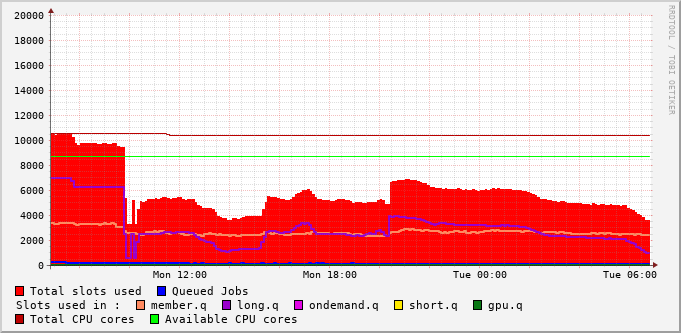 20000
18000
16000
14000
12000
10000
8000
6000
4000
2000
0
Mon 12:00 Mon 18:00 Tue 00:00 Tue 06:00
Total slots used Queued Jobs
Slots used in : member.q long.q ondemand.q short.q gpu.q
Total CPU cores Available CPU cores
RRDTOOL / TOBI OETIKER